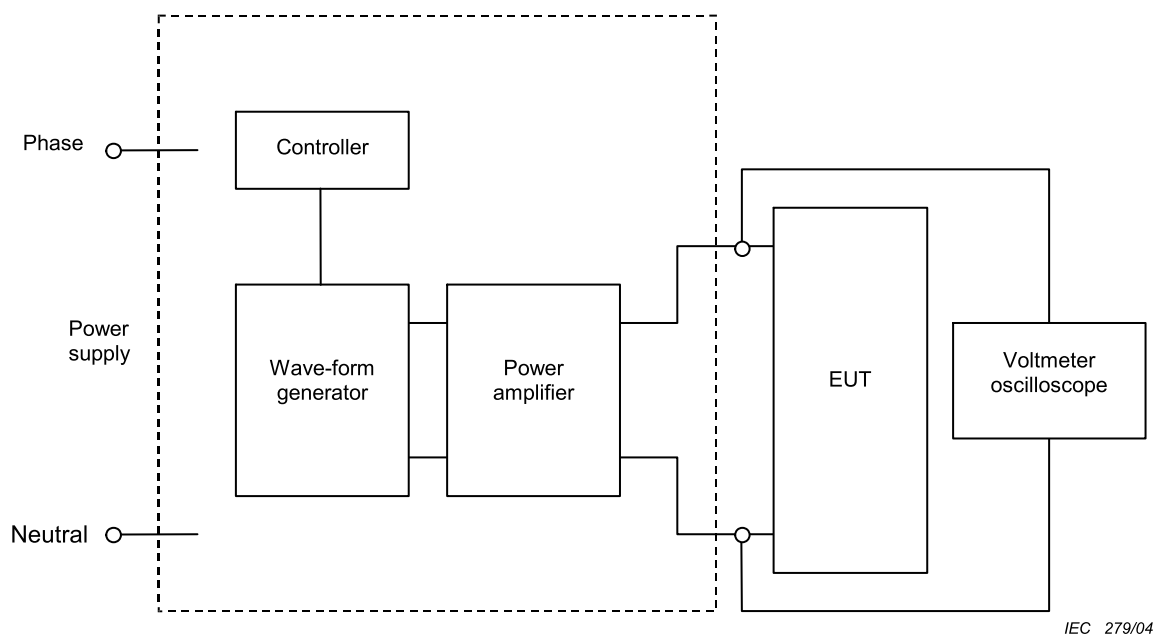 Phase
Controller
Power
supply
Wave-form
generator
Power
amplifier
EUT
Voltmeter
oscilloscope
Neutral
IEC 279/04